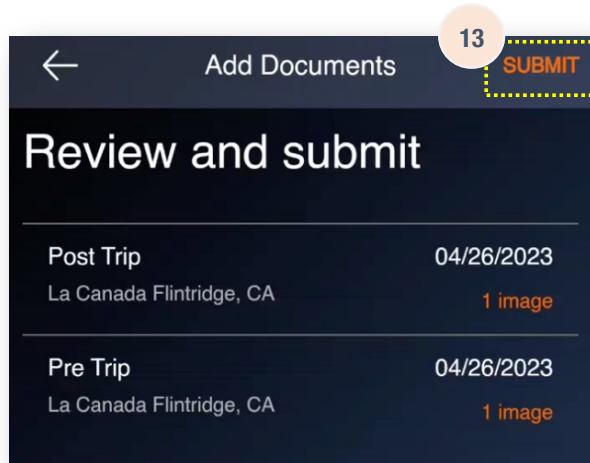 13
Add Documents SUBMIT
Review and submit
Post Trip 04/26/2023
La Canada Flintridge, CA 1 image
Pre Trip 04/26/2023
La Canada Flintridge, CA 1 image